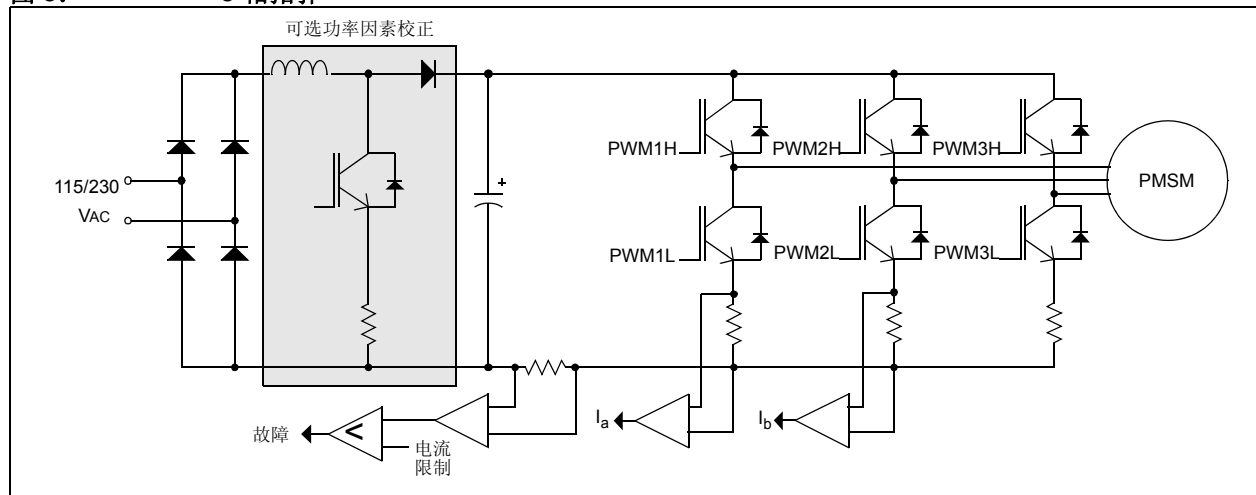 可选功率因素校正
115/230
VAC
PWM1H
PWM2H
PWM3H
PMSM
PWM1L
PWM2L
PWM3L
+
故障
<
电流
限制
Ia
Ib